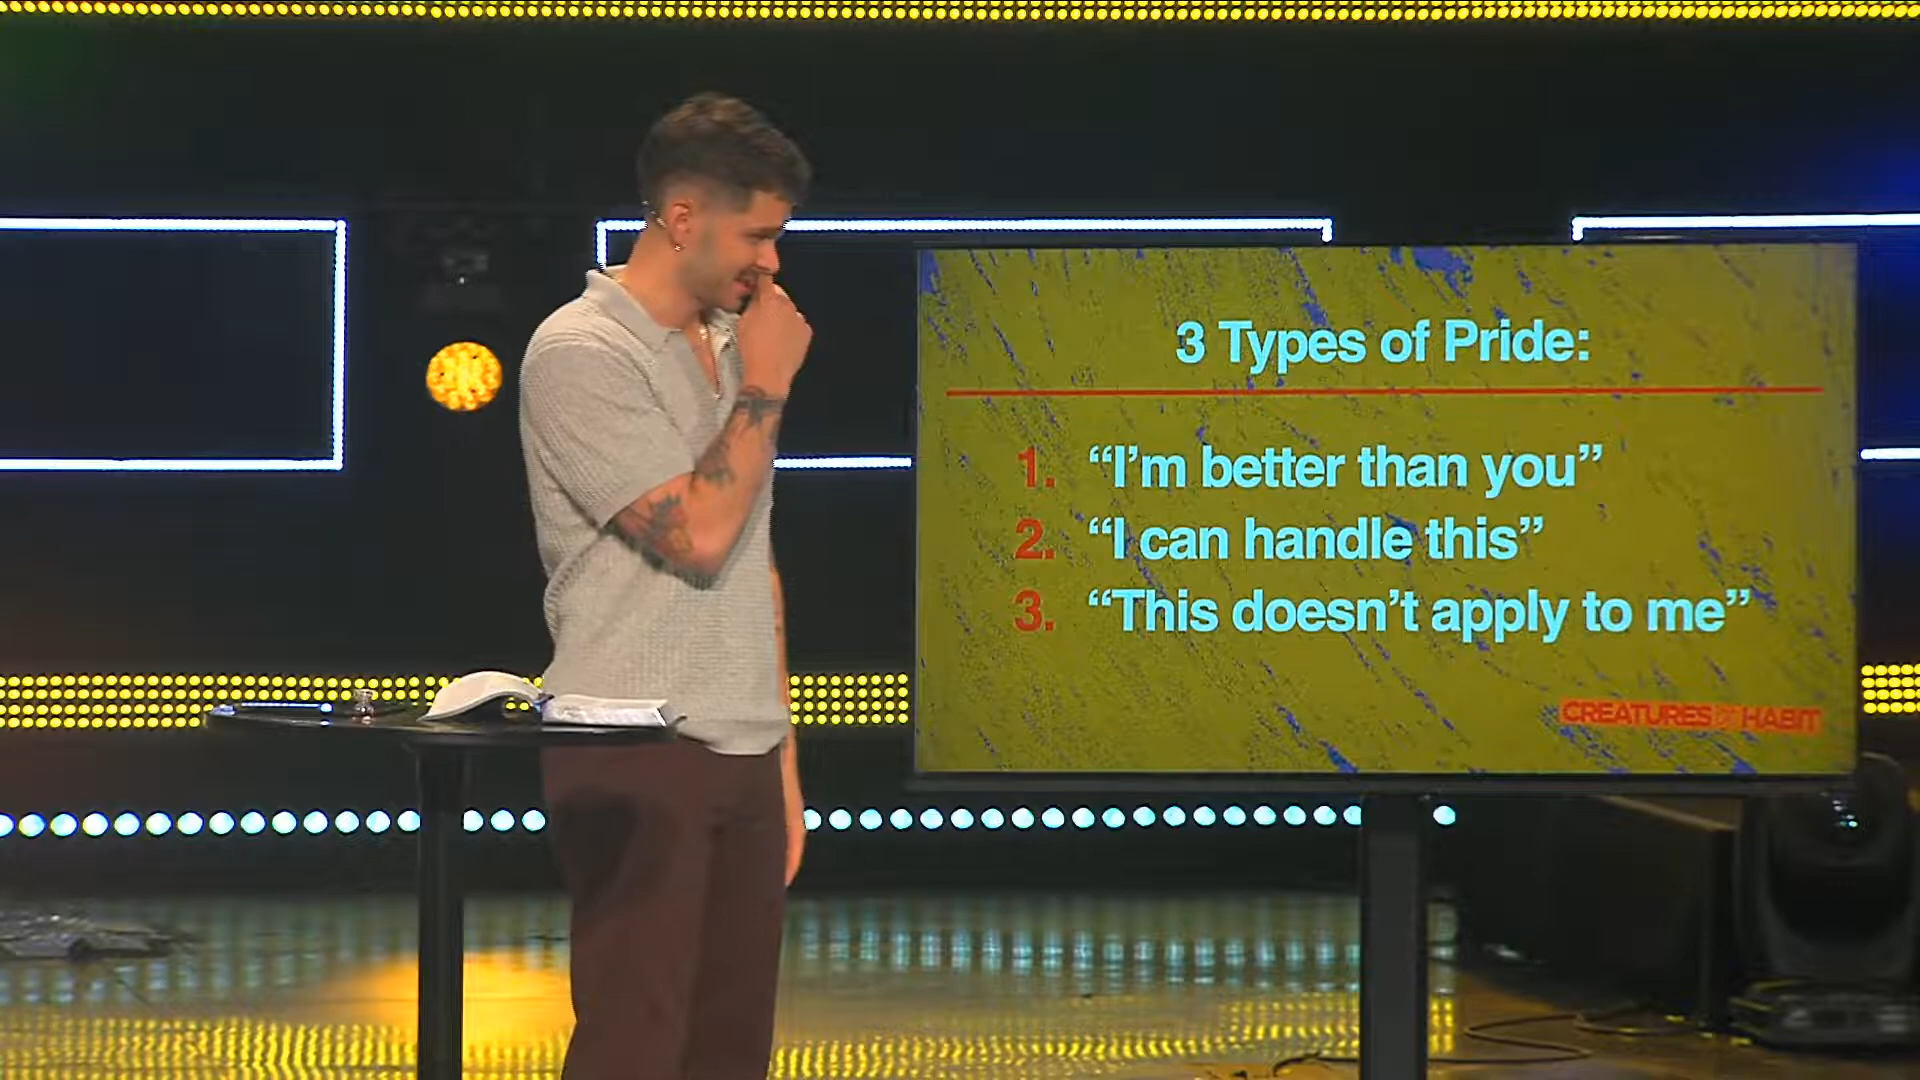 3 Types of Pride:
1. “I’m better than you”
2. “I can handle this”
3. “This doesn’t apply to me”
CREATURES OF HABIT